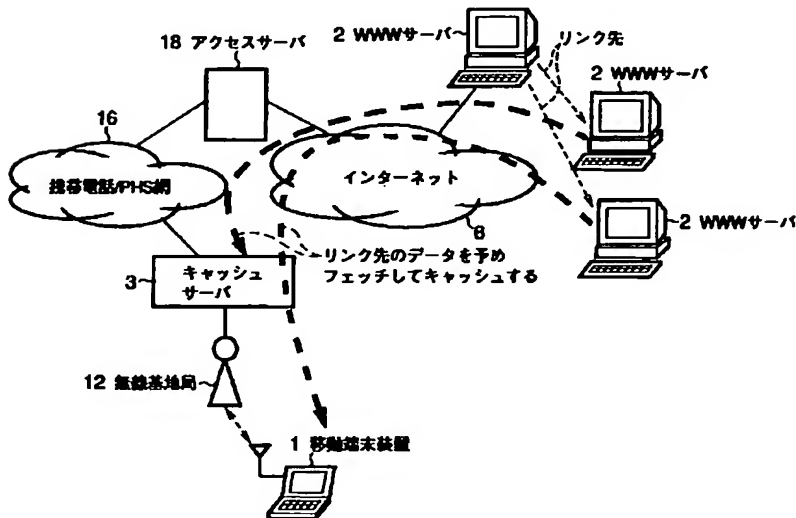 18 アクセスサーバ
2 WWWサーバ
リンク先
2 WWWサーバ
16
携帯電話/PHS網
インターネット
6
2 WWWサーバ
リンク先のデータを予め
フェッチしてキャッシュする
3
キャッシュ
サーバ
12 無線基地局
1 移動端末装置